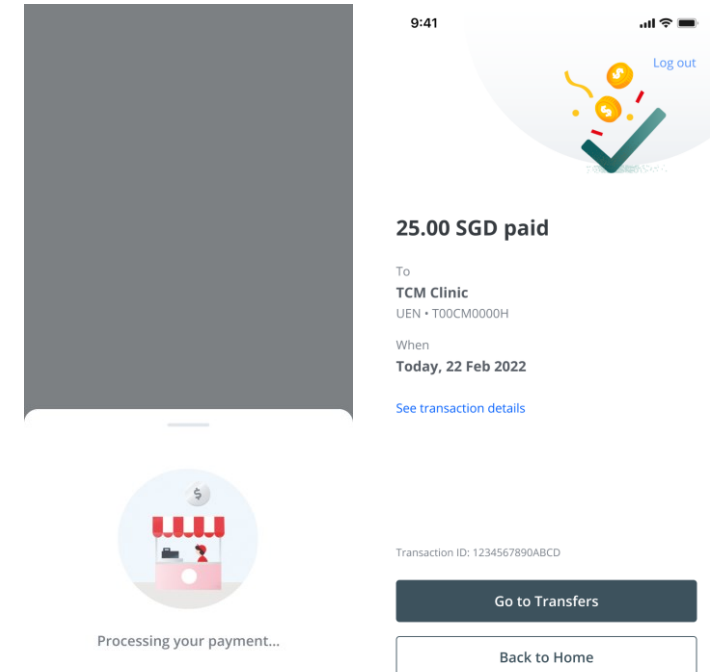 Processing your payment...
9:41
Log out
25.00 SGD paid
To
TCM Clinic
UEN • T00CM0000H
When
Today, 22 Feb 2022
See transaction details
Transaction ID: 1234567890ABCD
Go to Transfers
Back to Home